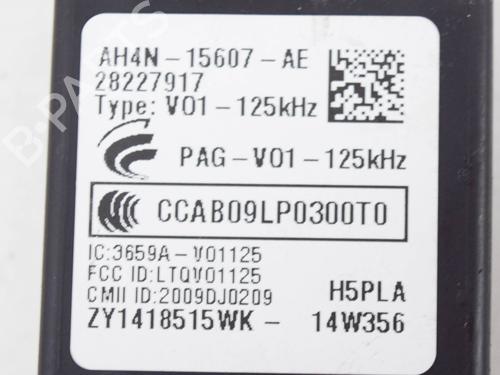 AH4N-15607-AE
28227917
Type: V01-125kHz
PAG-V01-125kHz
CCAB09LP0300T0
IC:3659A-V01125
FCC ID:LTQV01125
CMII ID:2009DJ0209
H5PLA
ZY1418515WK- 14W356
B-PARTS